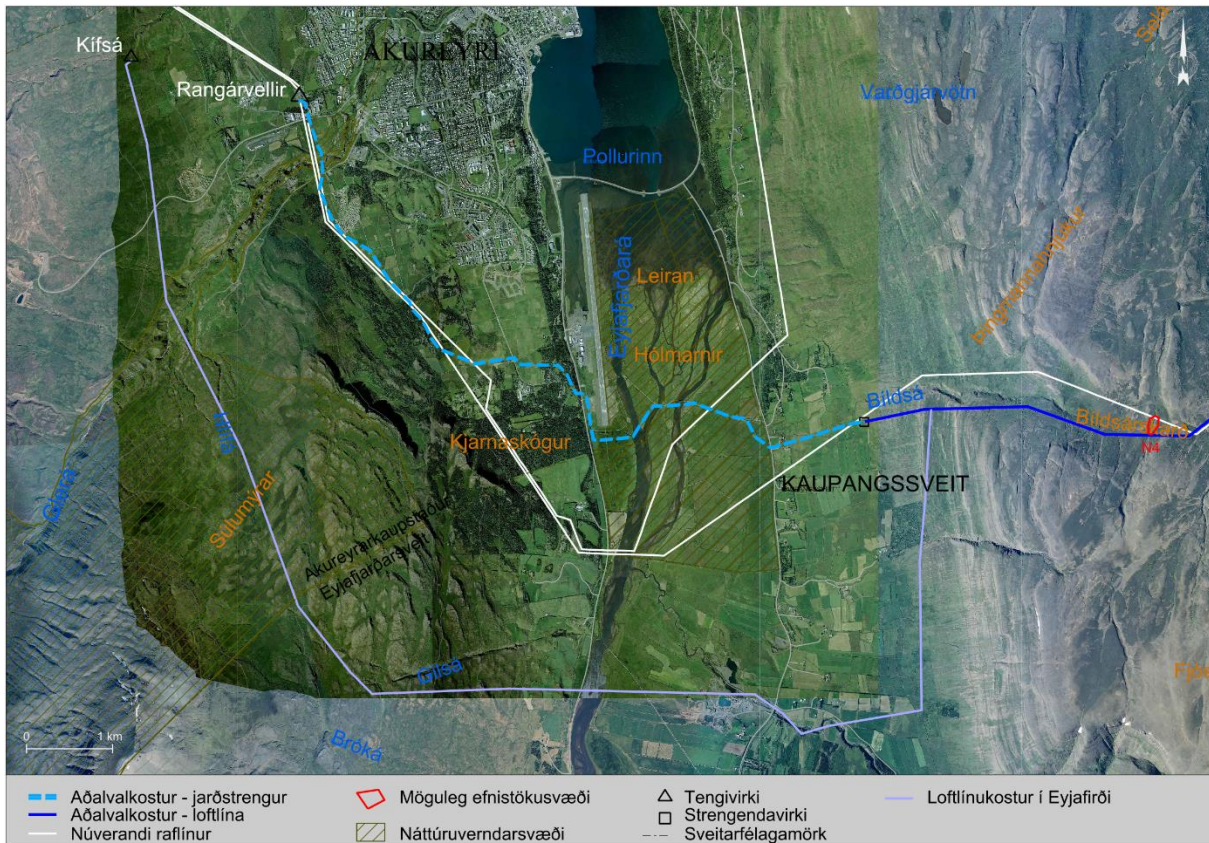 Kífsá
AKUREYRI
Rangárvellir
Varðgjárvötn
Pollurinn
Leiran
Eyjafjarðará
Hólmarnir
Bíldsá
N4
Kjarnaskógur
KAUPANGSSVEIT
Glerá
Súlumýrar
Akureyrarkaupstaður
Eyjafjarðarsveit
Gilsá
Bróká
0 1 km
Aðalvalkostur - jarðstrengur
Aðalvalkostur - loftlína
Núverandi raflínur
Möguleg efnistökusvæði
Náttúruverndarsvæði
Tengivirki
Strengendavirki
Sveitarfélagamörk
Loftlínukostur í Eyjafirði